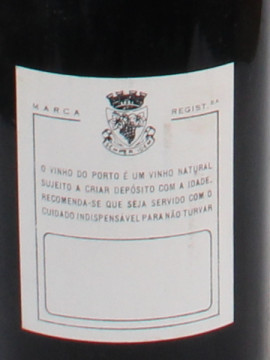 MARCA REGIST.DA
O VINHO DO PORTO É UM VINHO NATURAL
SUJEITO A CRIAR DEPÓSITO COM A IDADE.
RECOMENDA-SE QUE SEJA SERVIDO COM O
CUIDADO INDISPENSÁVEL PARA NÃO TURVAR